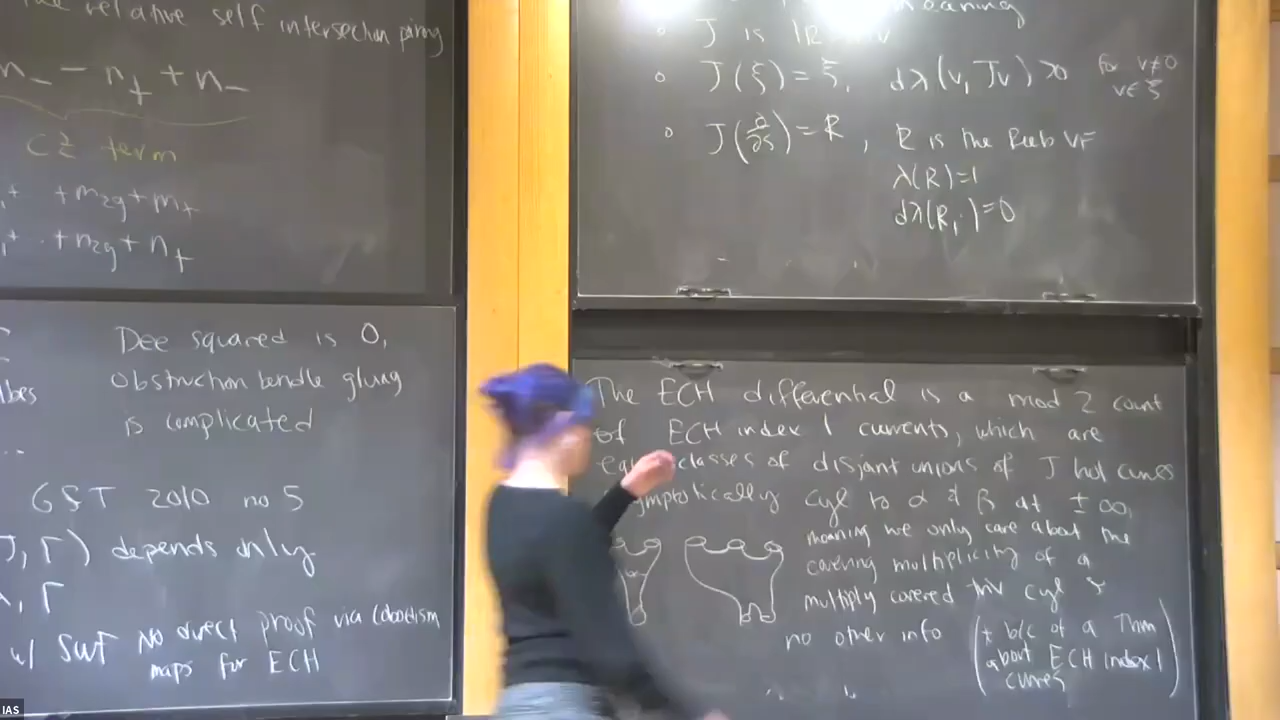 relative self intersection
n_ - n₊ + n_
CZ term
+ m₂g + m₊
+ n₂g + n₊
Dee squared is 0,
obstruction bundle gluing
is complicated
G&T 2010 no 5
J, Γ) depends only
λ, Γ
w/ SWF No direct proof via cobordism
maps for ECH
J is IR
J(ξ) = ξ, dλ(v, Jv) >0 for v≠0
v∈ξ
J(∂/∂s) = R, R is the Reeb VF
λ(R)=1
dλ(R, ·)=0
The ECH differential is a mod 2 count
of ECH index 1 currents, which are
classes of disjoint unions of J hol curves
cyl to α & β at ± ∞,
meaning we only care about the
covering multiplicity of a
multiply covered triv cyl &
no other info
(+ b/c of a Thm
about ECH index 1
curves)
IAS